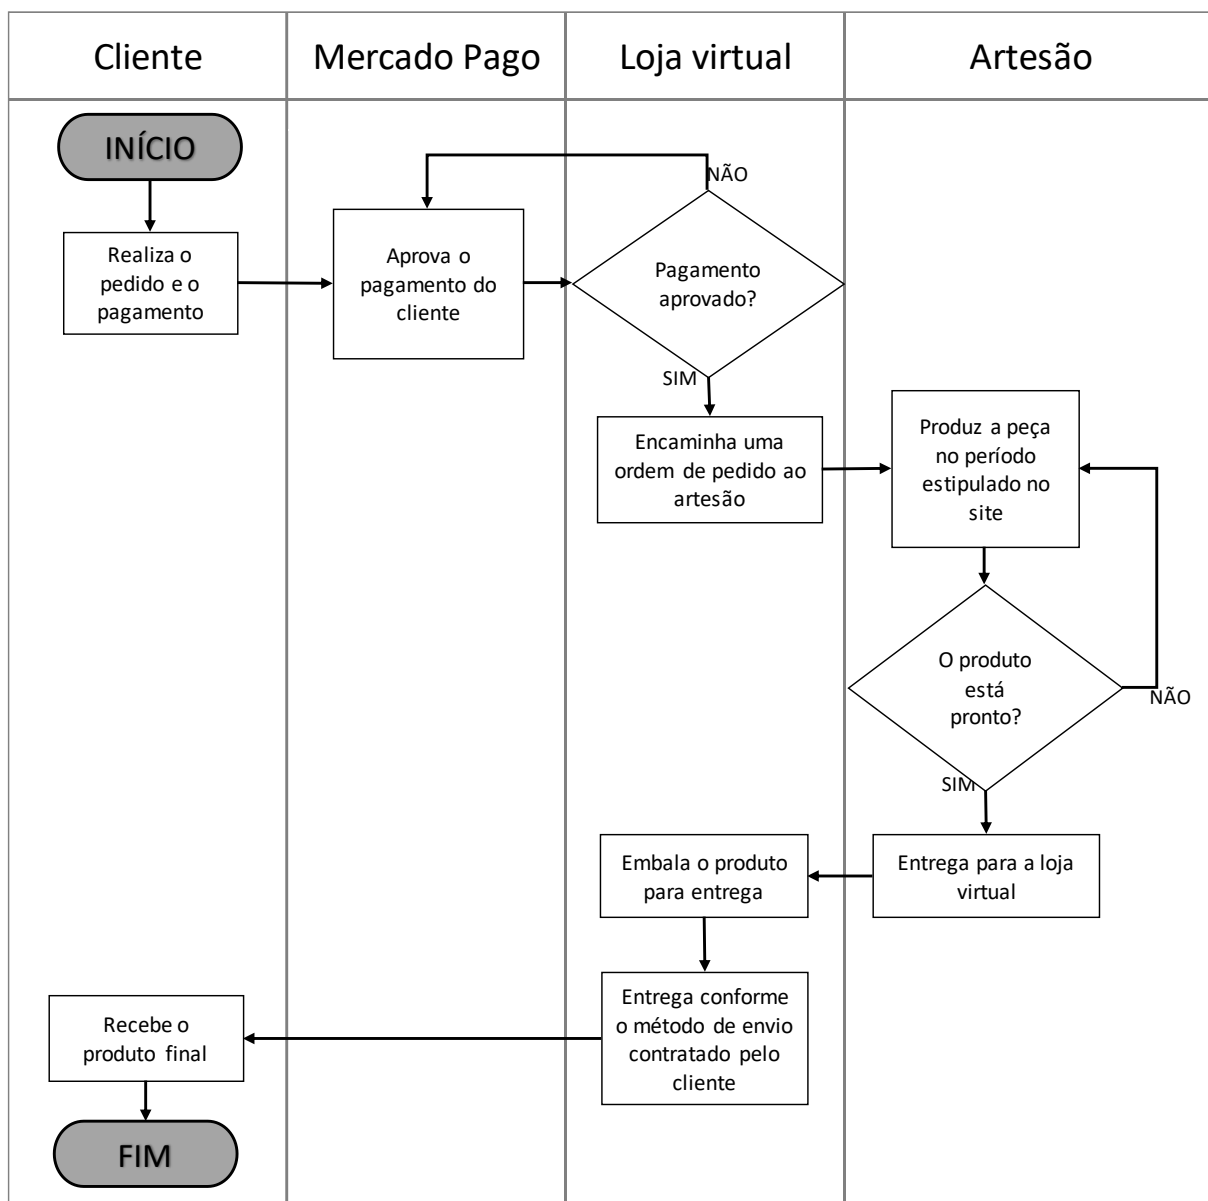 Cliente
Mercado Pago
Loja virtual
Artesão
INÍCIO
Realiza o
pedido e o
pagamento
Aprova o
pagamento do
cliente
NÃO
Pagamento
aprovado?
SIM
Encaminha uma
ordem de pedido ao
artesão
Produz a peça
no período
estipulado no
site
O produto
está
pronto?
NÃO
SIM
Entrega para a loja
virtual
Embala o produto
para entrega
Entrega conforme
o método de envio
contratado pelo
cliente
Recebe o
produto final
FIM